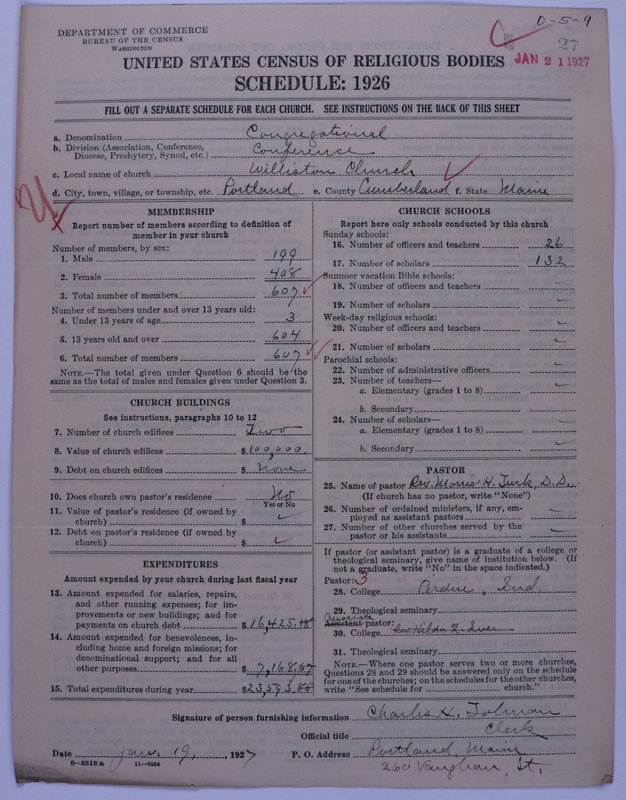 DEPARTMENT OF COMMERCE
BUREAU OF THE CENSUS
WASHINGTON
0-5-9
27
JAN 21 1927
UNITED STATES CENSUS OF RELIGIOUS BODIES
SCHEDULE: 1926
FILL OUT A SEPARATE SCHEDULE FOR EACH CHURCH. SEE INSTRUCTIONS ON THE BACK OF THIS SHEET
a. Denomination Congregational
b. Division (Association, Conference, Diocese, Presbytery, Synod, etc.) Conference
c. Local name of church Williston Church
d. City, town, village, or township, etc. Portland e. County Cumberland f. State Maine
MEMBERSHIP
Report number of members according to definition of
member in your church
Number of members, by sex:
1. Male 199
2. Female 408
3. Total number of members 607
Number of members under and over 13 years old:
4. Under 13 years of age 3
5. 13 years old and over 604
6. Total number of members 607
NOTE.—The total given under Question 6 should be the
same as the total of males and females given under Question 3.
CHURCH BUILDINGS
See instructions, paragraphs 10 to 12
7. Number of church edifices Two
8. Value of church edifices $100,000.
9. Debt on church edifices $ None
10. Does church own pastor's residence No
Yes or No
11. Value of pastor's residence (if owned by
church) $
12. Debt on pastor's residence (if owned by
church) $
EXPENDITURES
Amount expended by your church during last fiscal year
13. Amount expended for salaries, repairs,
and other running expenses; for im-
provements or new buildings; and for
payments on church debt $16,425.
14. Amount expended for benevolences, in-
cluding home and foreign missions; for
denominational support; and for all
other purposes $7,168.
15. Total expenditures during year $23,593.
CHURCH SCHOOLS
Report here only schools conducted by this church
Sunday schools:
16. Number of officers and teachers 26
17. Number of scholars 132
Summer vacation Bible schools:
18. Number of officers and teachers
19. Number of scholars
Week-day religious schools:
20. Number of officers and teachers
21. Number of scholars
Parochial schools:
22. Number of administrative officers
23. Number of teachers—
a. Elementary (grades 1 to 8)
b. Secondary
24. Number of scholars—
a. Elementary (grades 1 to 8)
b. Secondary
PASTOR
25. Name of pastor Rev. Morris H. Turk, D.D.
(If church has no pastor, write "None")
26. Number of ordained ministers, if any, em-
ployed as assistant pastors
27. Number of other churches served by the
pastor or his assistants
If pastor (or assistant pastor) is a graduate of a college or
theological seminary, give name of institution below. (If
not a graduate, write "No" in the space indicated.)
Pastor: 3
28. College Perdue, Ind
29. Theological seminary
Associate
Assistant pastor:
30. College Rev.
31. Theological seminary
NOTE.—Where one pastor serves two or more churches,
Questions 28 and 29 should be answered only on the schedule
for one of the churches; on the schedules for the other churches,
write "See schedule for church."
Signature of person furnishing information Charles K. Tolman
Official title Clerk
Date Jan. 19, 1927 P. O. Address Portland, Maine
8—5518 a 11—9084
260 Vaughan St.